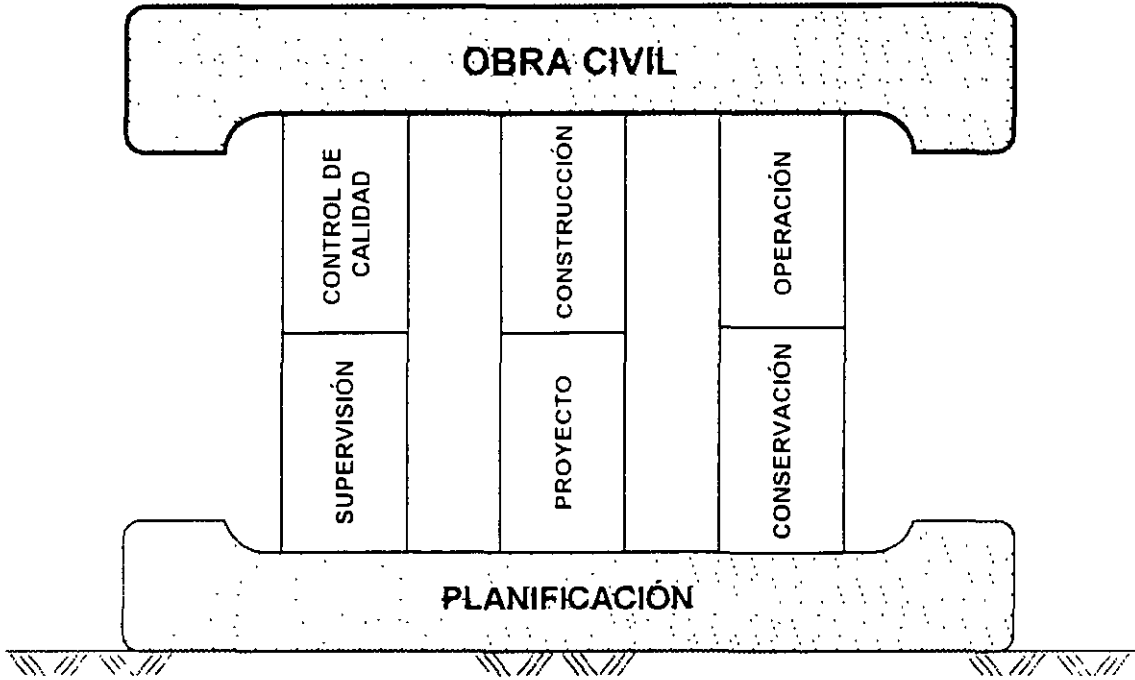 OBRA CIVIL
CONTROL DE
CALIDAD
CONSTRUCCIÓN
OPERACIÓN
SUPERVISIÓN
PROYECTO
CONSERVACIÓN
PLANIFICACIÓN